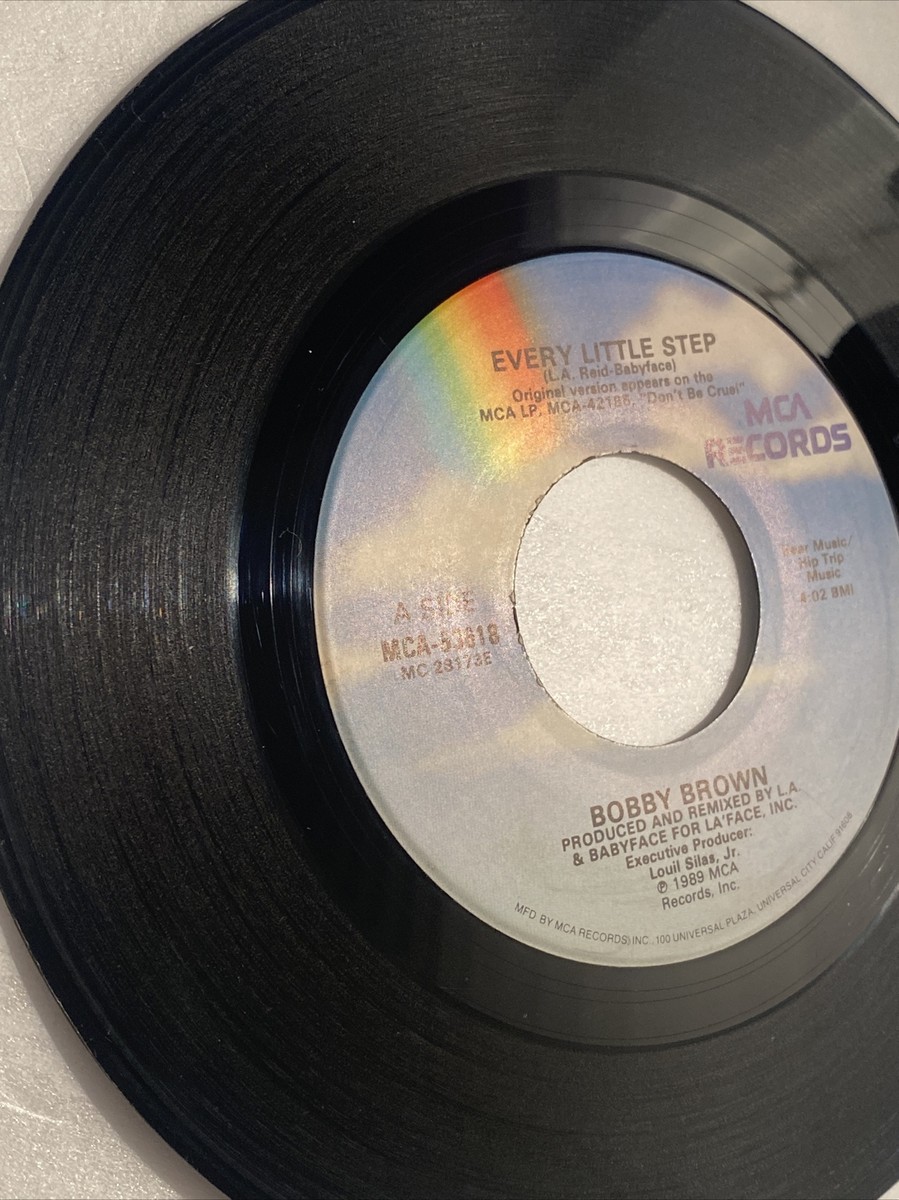 EVERY LITTLE STEP
(L.A. Reid-Babyface)
Original version appears on the
MCA LP, MCA-42185, "Don't Be Cruel"
MCA
RECORDS
Hip Trip
Music
4:02 BMI
A SIDE
MCA-53618
MC 28173E
BOBBY BROWN
PRODUCED AND REMIXED BY L.A.
& BABYFACE FOR LA'FACE, INC.
Executive Producer:
Louil Silas, Jr.
℗ 1989 MCA
Records, Inc.
MFD BY MCA RECORDS) INC. 100 UNIVERSAL PLAZA, UNIVERSAL CITY CALIF 91608